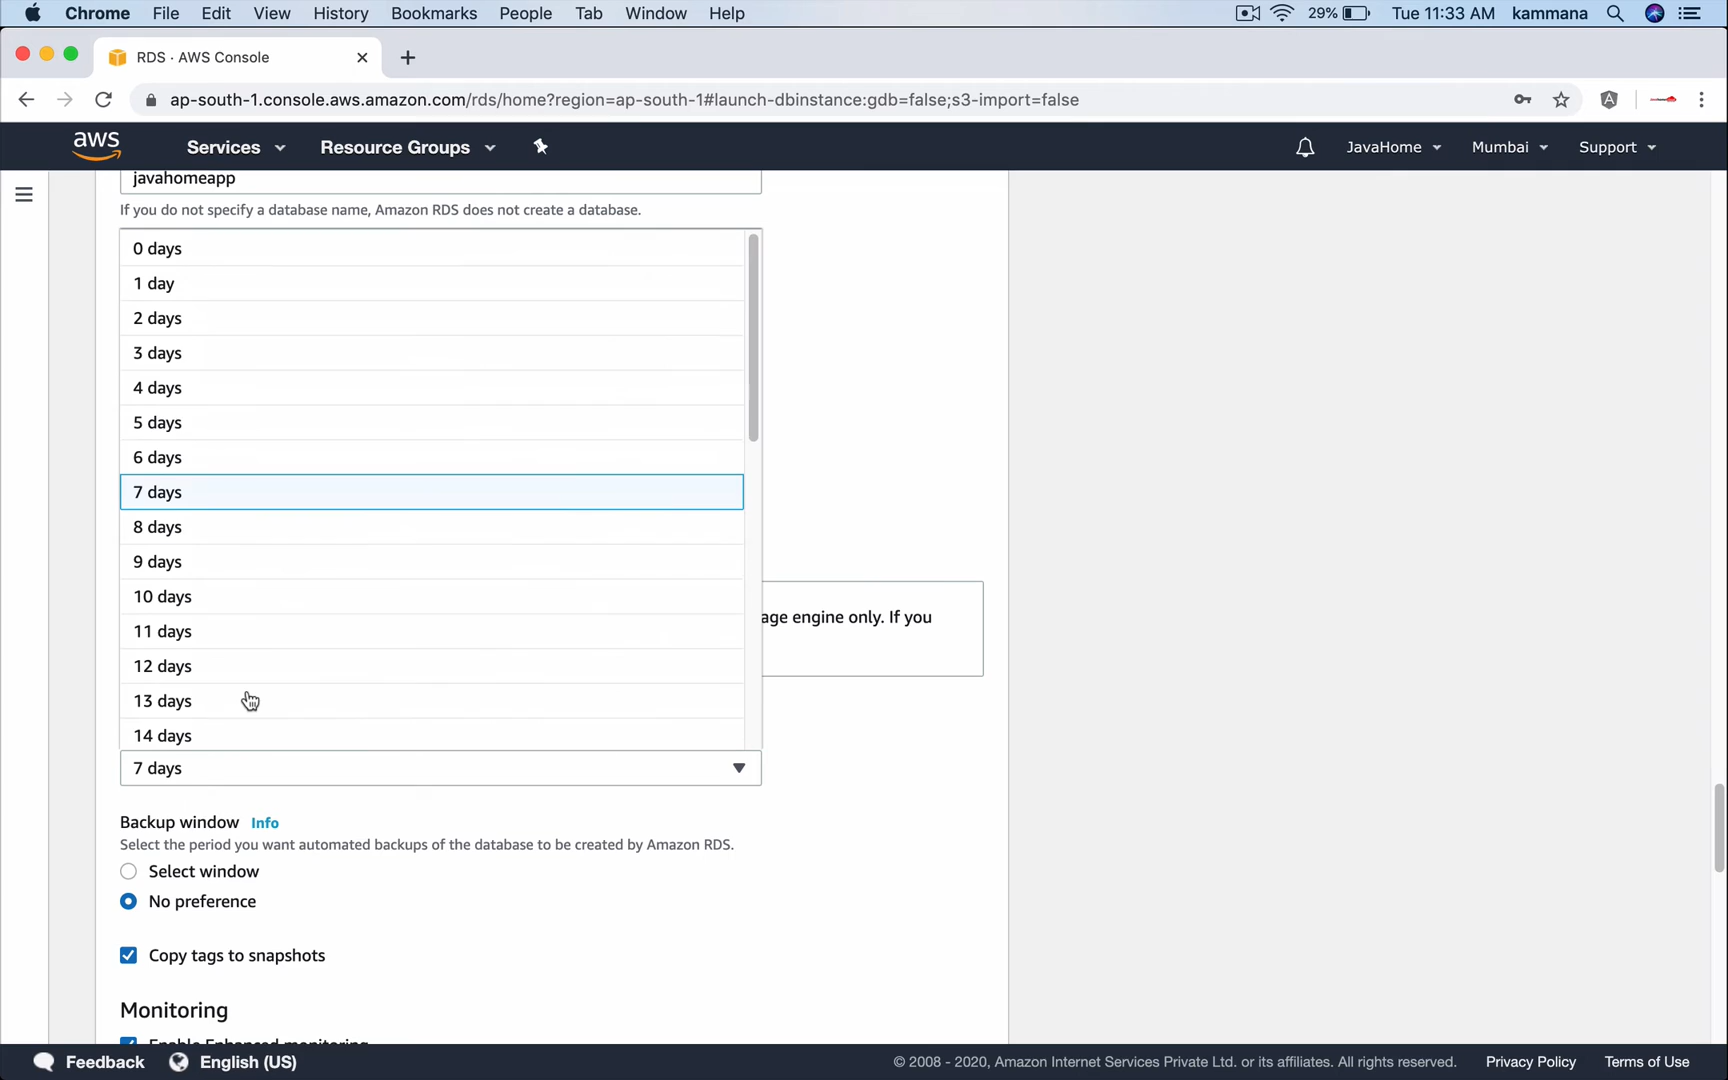 Chrome File Edit View History Bookmarks People Tab Window Help 29% Tue 11:33 AM kammana
RDS · AWS Console
ap-south-1.console.aws.amazon.com/rds/home?region=ap-south-1#launch-dbinstance:gdb=false;s3-import=false
aws Services Resource Groups JavaHome Mumbai Support
javahomeapp
If you do not specify a database name, Amazon RDS does not create a database.
0 days
1 day
2 days
3 days
4 days
5 days
6 days
7 days
8 days
9 days
10 days
age engine only. If you
11 days
12 days
13 days
14 days
7 days
Backup window Info
Select the period you want automated backups of the database to be created by Amazon RDS.
Select window
No preference
Copy tags to snapshots
Monitoring
Enable Enhanced monitoring
Feedback English (US) © 2008 - 2020, Amazon Internet Services Private Ltd. or its affiliates. All rights reserved. Privacy Policy Terms of Use